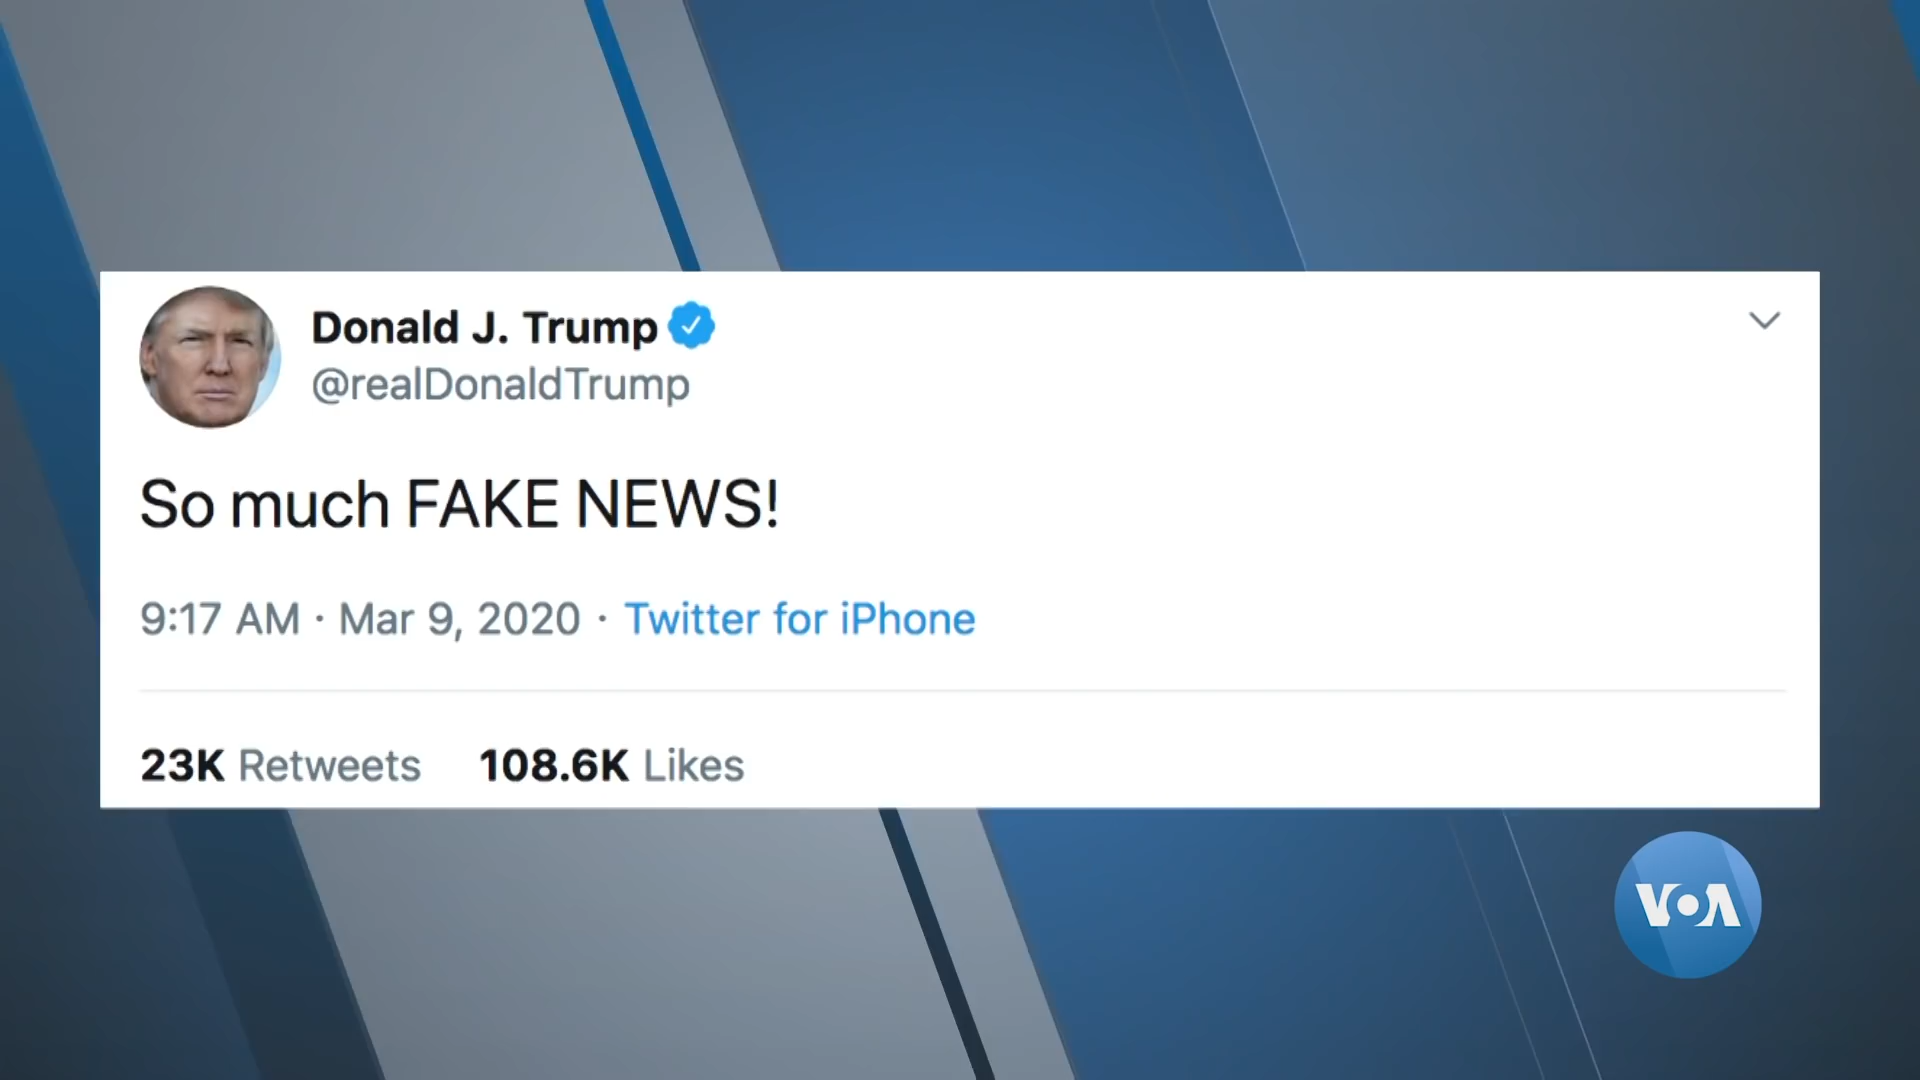 Donald J. Trump
@realDonaldTrump
So much FAKE NEWS!
9:17 AM · Mar 9, 2020 · Twitter for iPhone
23K Retweets 108.6K Likes
VOA